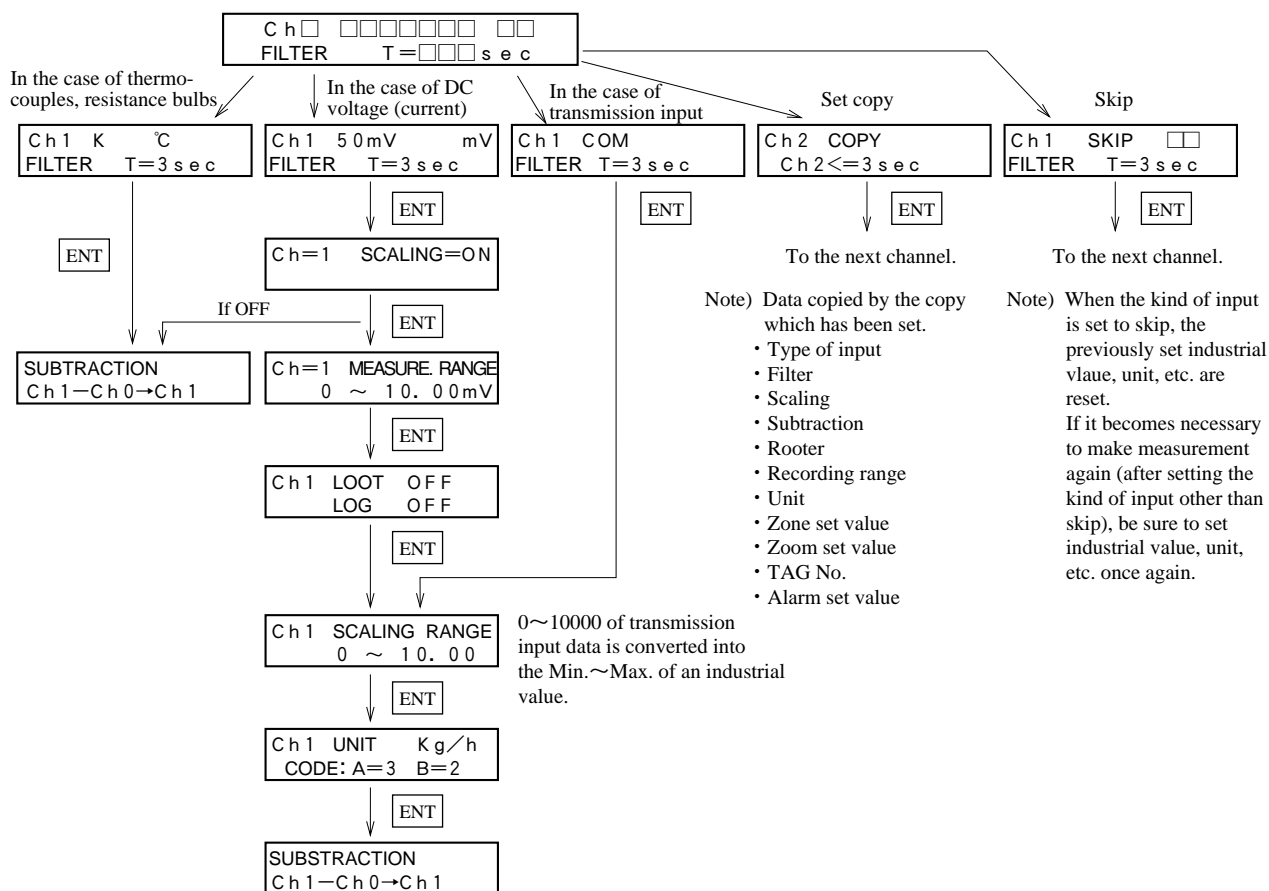 Ch□ □□□□□□□ □□
FILTER T=□□□sec
In the case of thermo-
couples, resistance bulbs
In the case of DC
voltage (current)
In the case of
transmission input
Set copy
Skip
Ch1 K ℃
FILTER T=3sec
Ch1 50mV mV
FILTER T=3sec
Ch1 COM
FILTER T=3sec
Ch2 COPY
Ch2<=3sec
Ch1 SKIP □□
FILTER T=3sec
ENT
ENT
ENT
ENT
ENT
Ch=1 SCALING=ON
To the next channel.
To the next channel.
If OFF
ENT
SUBTRACTION
Ch1-Ch0→Ch1
Ch=1 MEASURE. RANGE
0 ~ 10.00mV
ENT
Ch1 LOOT OFF
LOG OFF
ENT
Ch1 SCALING RANGE
0 ~ 10.00
0~10000 of transmission
input data is converted into
the Min.~Max. of an industrial
value.
ENT
Ch1 UNIT Kg/h
CODE: A=3 B=2
ENT
SUBSTRACTION
Ch1-Ch0→Ch1
Note) Data copied by the copy
which has been set.
・Type of input
・Filter
・Scaling
・Subtraction
・Rooter
・Recording range
・Unit
・Zone set value
・Zoom set value
・TAG No.
・Alarm set value
Note) When the kind of input
is set to skip, the
previously set industrial
vlaue, unit, etc. are
reset.
If it becomes necessary
to make measurement
again (after setting the
kind of input other than
skip), be sure to set
industrial value, unit,
etc. once again.